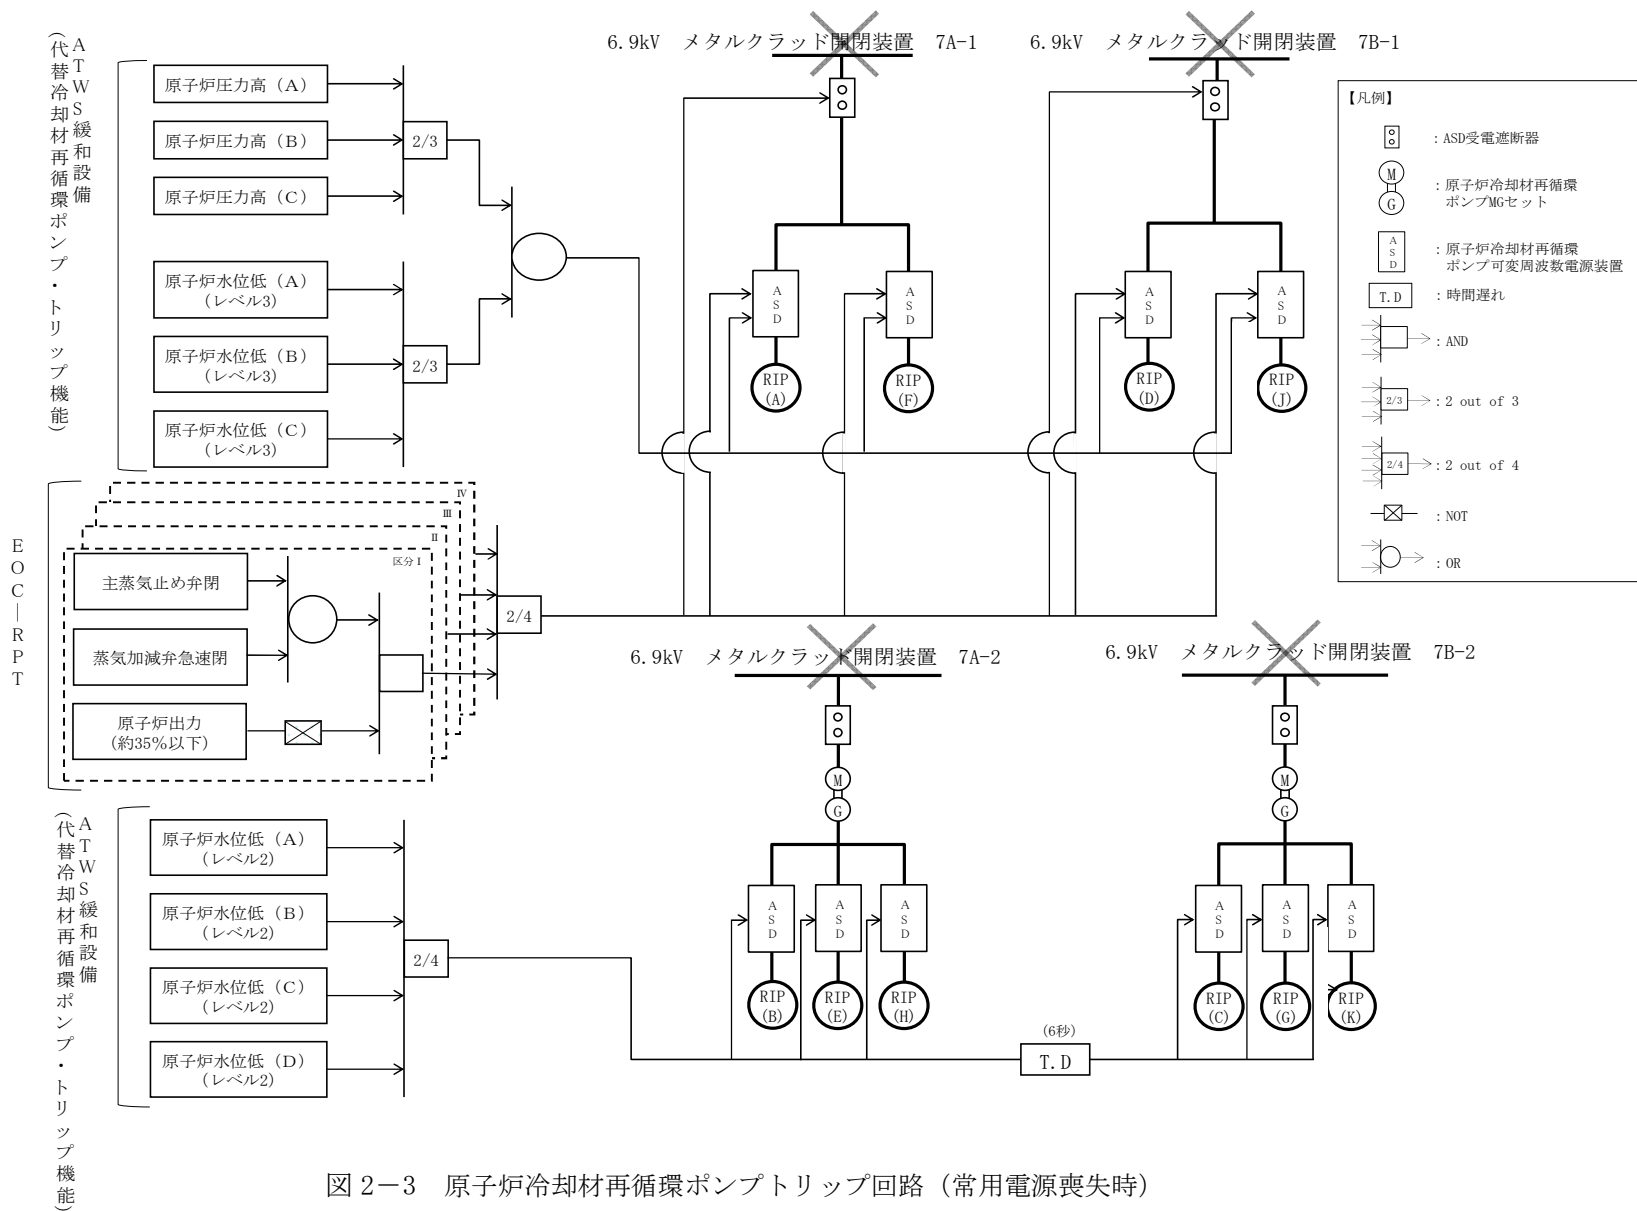 ATWS緩和設備
(代替冷却材再循環ポンプ・トリップ機能)
原子炉圧力高(A)
原子炉圧力高(B)
原子炉圧力高(C)
2/3
原子炉水位低(A)
(レベル3)
原子炉水位低(B)
(レベル3)
原子炉水位低(C)
(レベル3)
2/3
6.9kV メタルクラッド開閉装置 7A-1
6.9kV メタルクラッド開閉装置 7B-1
ASD
ASD
ASD
ASD
RIP
(A)
RIP
(F)
RIP
(D)
RIP
(J)
【凡例】
:ASD受電遮断器
M
G
:原子炉冷却材再循環
ポンプMGセット
ASD
:原子炉冷却材再循環
ポンプ可変周波数電源装置
T.D
:時間遅れ
:AND
2/3
:2 out of 3
2/4
:2 out of 4
:NOT
:OR
EOC―RPT
Ⅳ
Ⅲ
Ⅱ
区分Ⅰ
主蒸気止め弁閉
蒸気加減弁急速閉
原子炉出力
(約35%以下)
2/4
6.9kV メタルクラッド開閉装置 7A-2
6.9kV メタルクラッド開閉装置 7B-2
M
G
M
G
ATWS緩和設備
(代替冷却材再循環ポンプ・トリップ機能)
原子炉水位低(A)
(レベル2)
原子炉水位低(B)
(レベル2)
原子炉水位低(C)
(レベル2)
原子炉水位低(D)
(レベル2)
2/4
ASD
ASD
ASD
ASD
ASD
ASD
RIP
(B)
RIP
(E)
RIP
(H)
RIP
(C)
RIP
(G)
RIP
(K)
(6秒)
T.D
図2-3 原子炉冷却材再循環ポンプトリップ回路(常用電源喪失時)